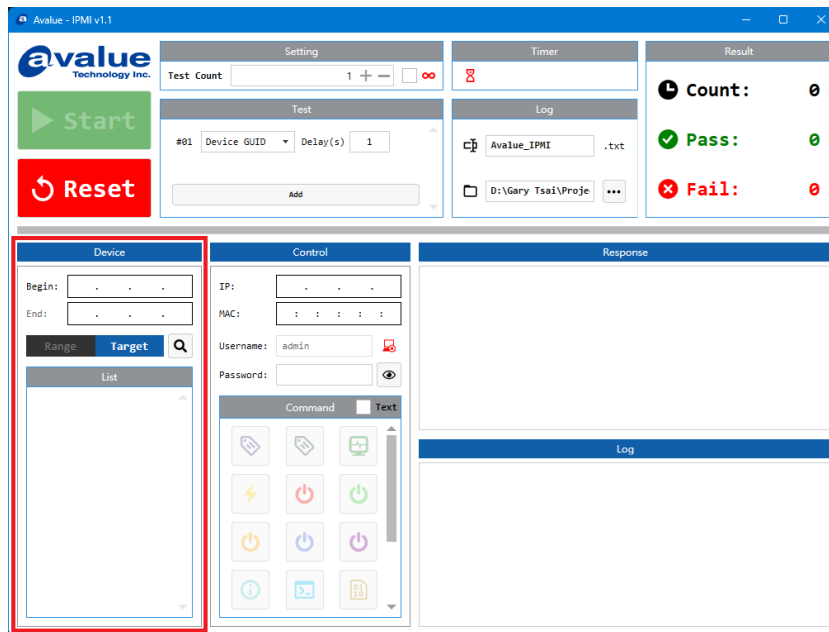 Avalue - IPMI v1.1
avalue
Technology Inc.
Start
Reset
Setting
Test Count 1
Test
#01 Device GUID Delay(s) 1
Add
Timer
Log
Avalue_IPMI .txt
D:\Gary Tsai\Proje
Result
Count: 0
Pass: 0
Fail: 0
Device
Begin: . . .
End: . . .
Range Target
List
Control
IP: . . .
MAC: : : : : :
Username: admin
Password:
Command Text
Response
Log